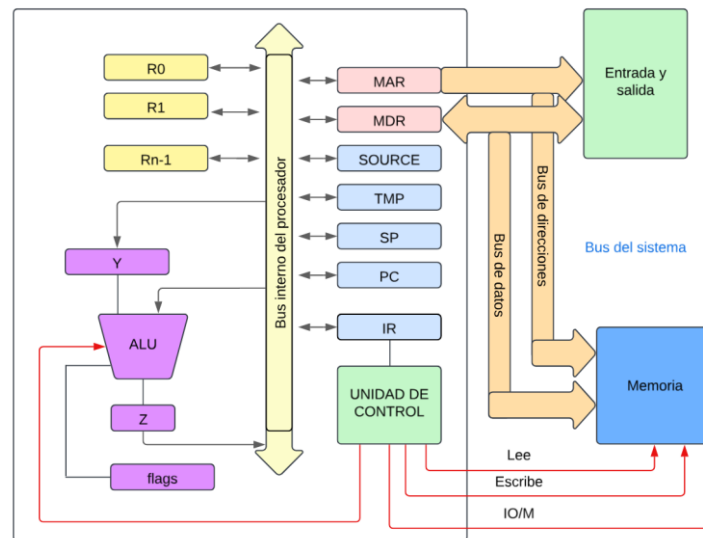 R0
R1
Rn-1
Y
ALU
Z
flags
Bus interno del procesador
MAR
MDR
SOURCE
TMP
SP
PC
IR
UNIDAD DE
CONTROL
Entrada y
salida
Bus de direcciones
Bus de datos
Bus del sistema
Memoria
Lee
Escribe
IO/M